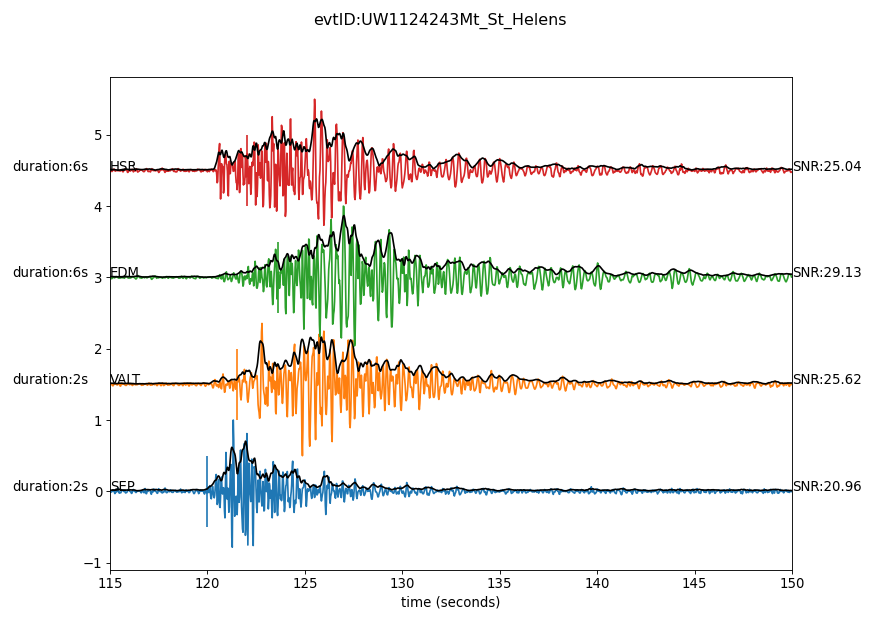 evtID:UW1124243Mt_St_Helens
5
duration:6s HSR SNR:25.04
4
duration:6s EDM SNR:29.13
3
2
duration:2s VALT SNR:25.62
1
duration:2s SEP SNR:20.96
0
−1
115 120 125 130 135 140 145 150
time (seconds)